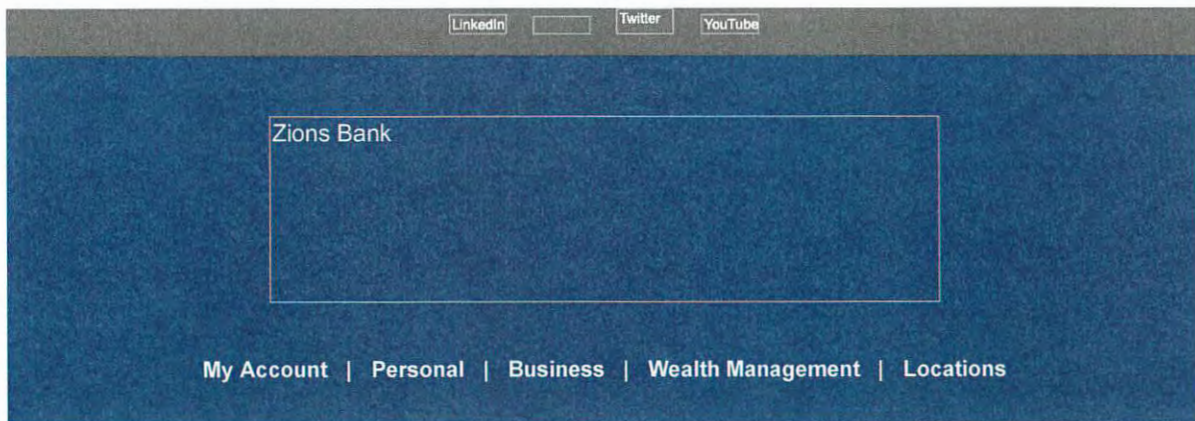 LinkedIn Twitter YouTube
Zions Bank
My Account | Personal | Business | Wealth Management | Locations